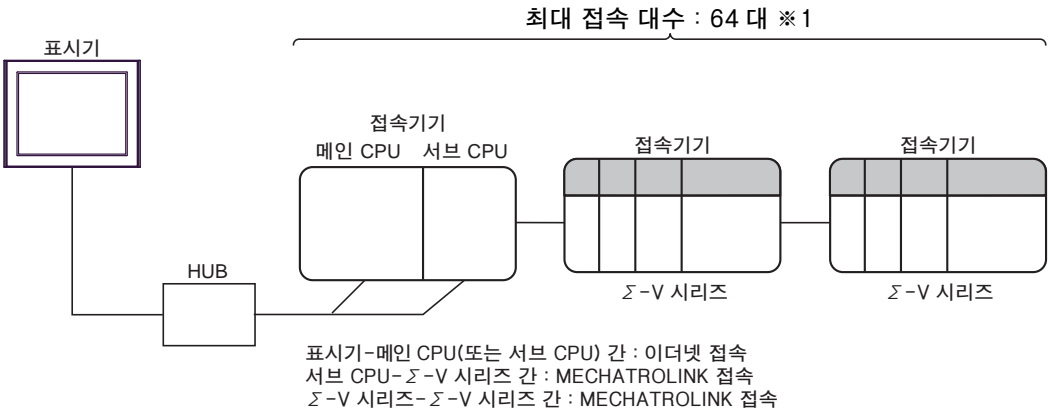 최대 접속 대수 : 64 대 ※1
표시기
접속기기
메인 CPU 서브 CPU
접속기기
접속기기
HUB
Σ-V 시리즈
Σ-V 시리즈
표시기-메인 CPU(또는 서브 CPU) 간 : 이더넷 접속
서브 CPU-Σ-V 시리즈 간 : MECHATROLINK 접속
Σ-V 시리즈-Σ-V 시리즈 간 : MECHATROLINK 접속